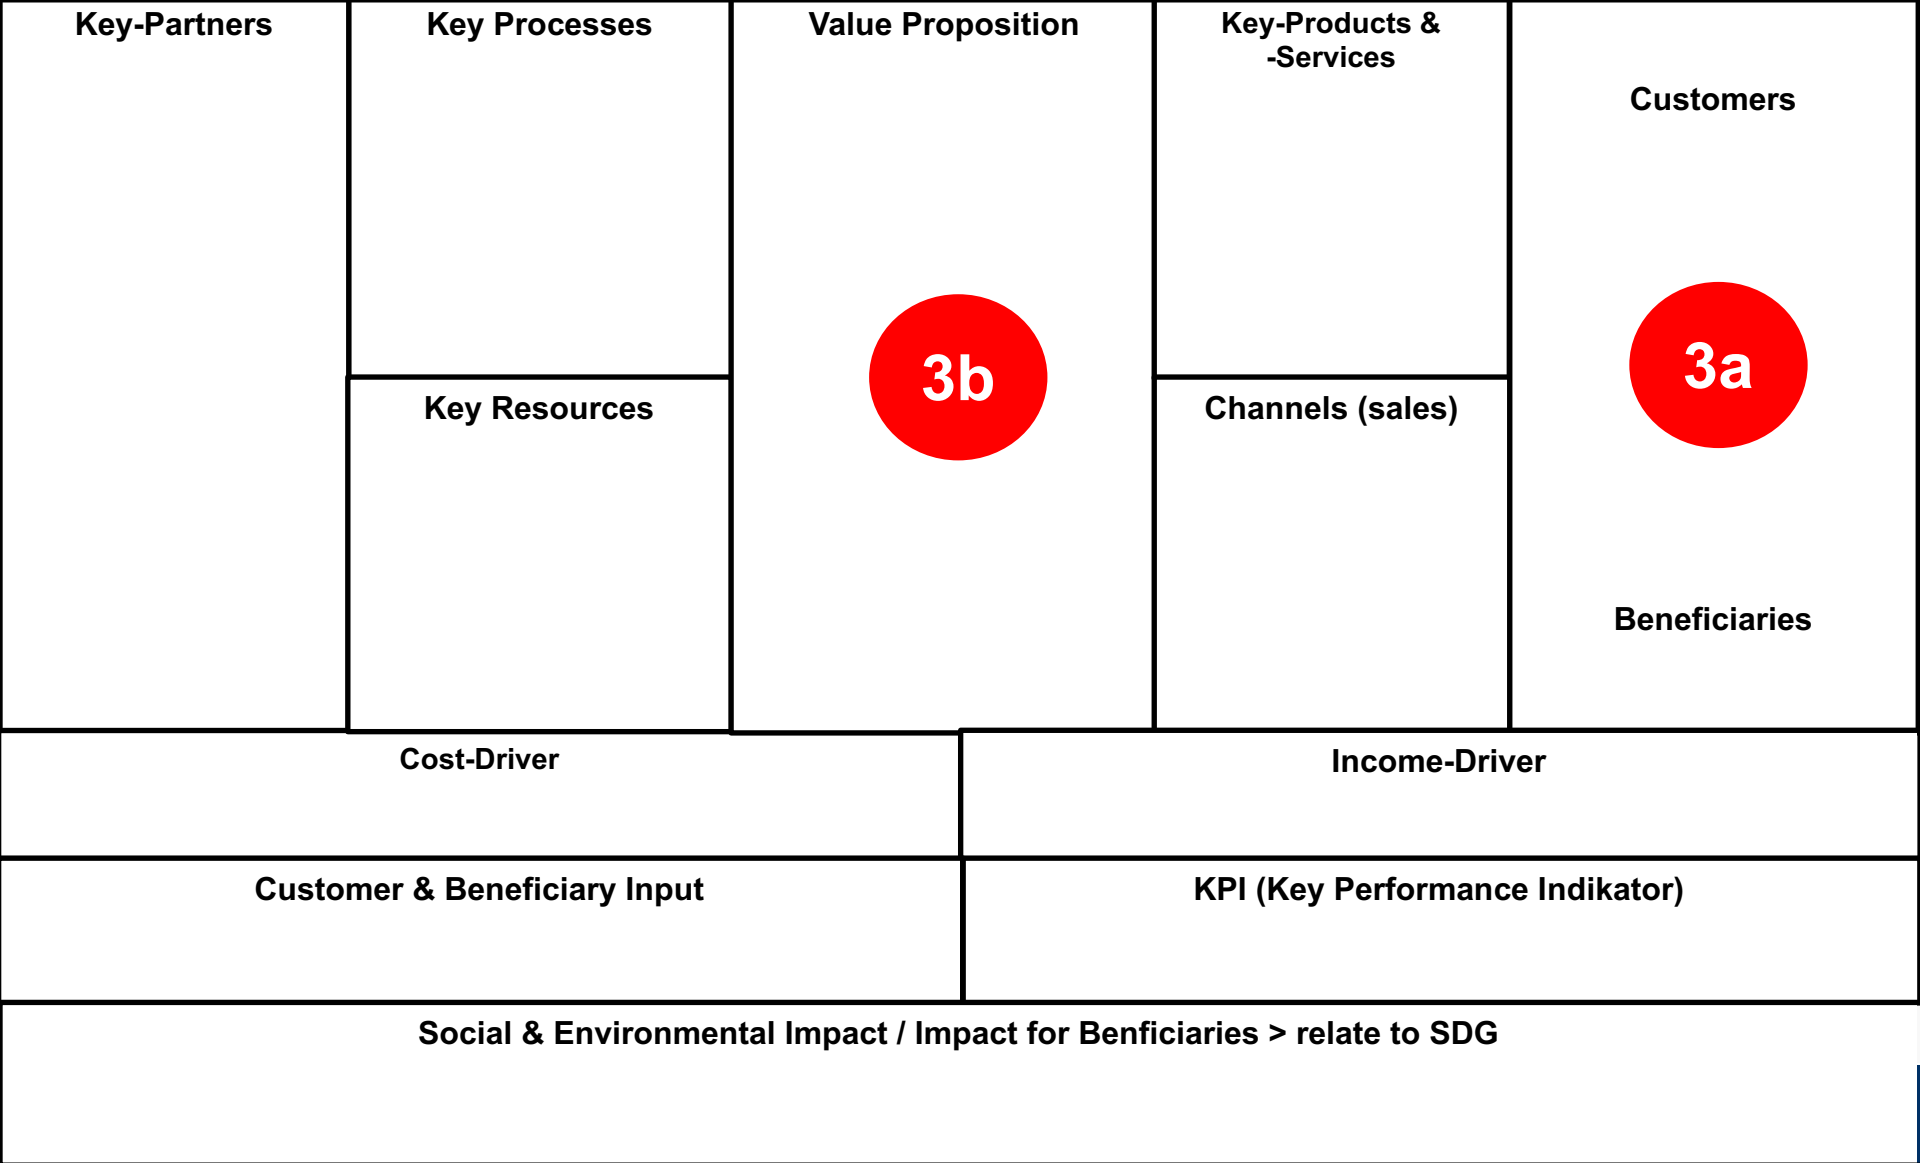 Key-Partners
Key Processes
Value Proposition
Key-Products &
-Services
Customers
3b
3a
Key Resources
Channels (sales)
Beneficiaries
Cost-Driver
Income-Driver
Customer & Beneficiary Input
KPI (Key Performance Indikator)
Social & Environmental Impact / Impact for Benficiaries > relate to SDG